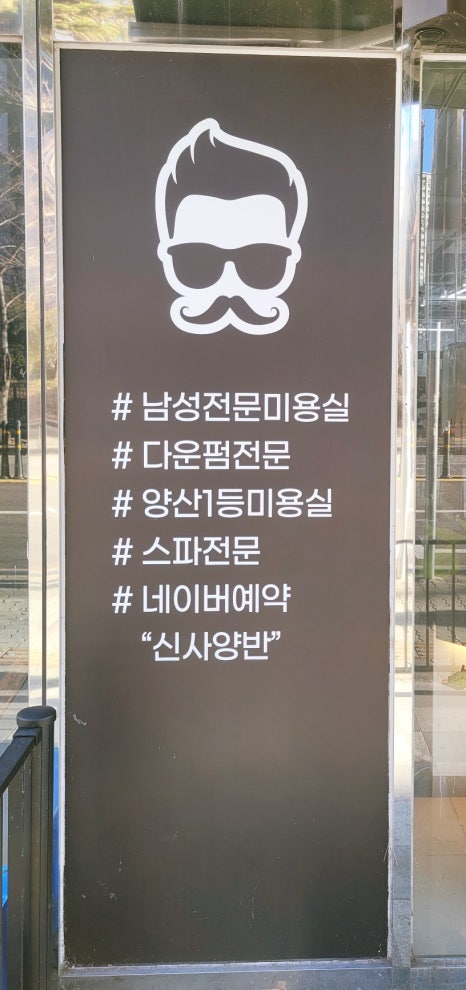 # 남성전문미용실
# 다운펌전문
# 양산1등미용실
# 스파전문
# 네이버예약
“신사양반”